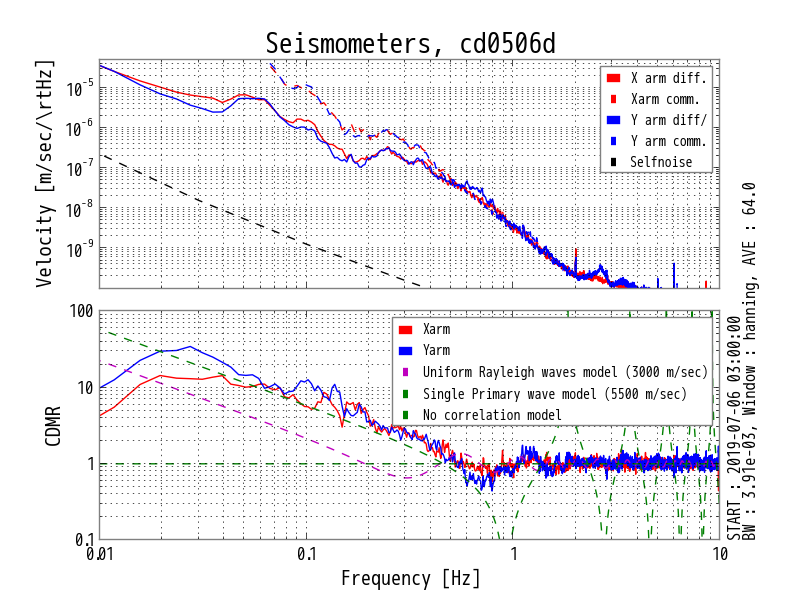 Seismometers, cd0506d
Velocity [m/sec/\rtHz]
10-5
10-6
10-7
10-8
10-9
X arm diff.
Xarm comm.
Y arm diff/
Y arm comm.
Selfnoise
CDMR
100
10
1
0.1
Xarm
Yarm
Uniform Rayleigh waves model (3000 m/sec)
Single Primary wave model (5500 m/sec)
No correlation model
0.01
0.1
1
10
Frequency [Hz]
START : 2019-07-06 03:00:00
BW : 3.91e-03, Window : hanning, AVE : 64.0